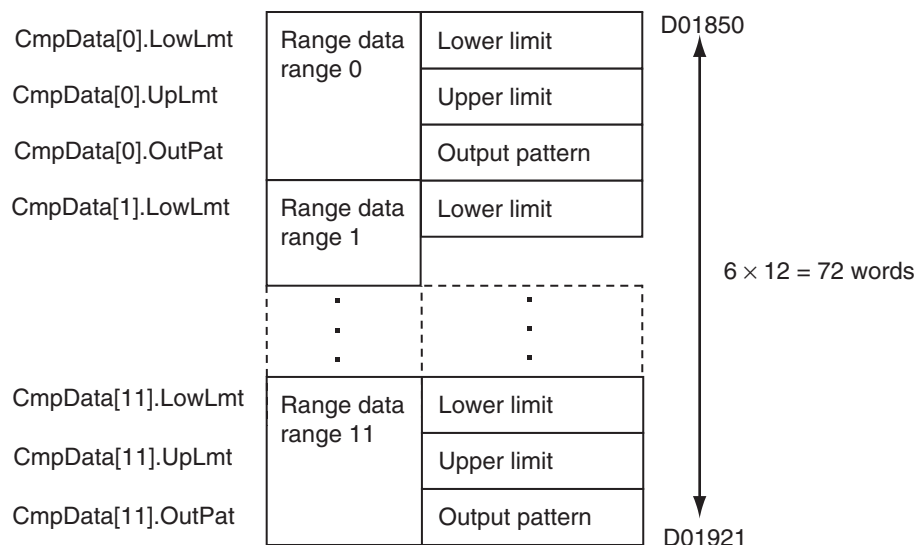 CmpData[0].LowLmt
Range data
range 0
Lower limit
D01850
CmpData[0].UpLmt
Upper limit
CmpData[0].OutPat
Output pattern
CmpData[1].LowLmt
Range data
range 1
Lower limit
6 × 12 = 72 words
CmpData[11].LowLmt
Range data
range 11
Lower limit
CmpData[11].UpLmt
Upper limit
CmpData[11].OutPat
Output pattern
D01921